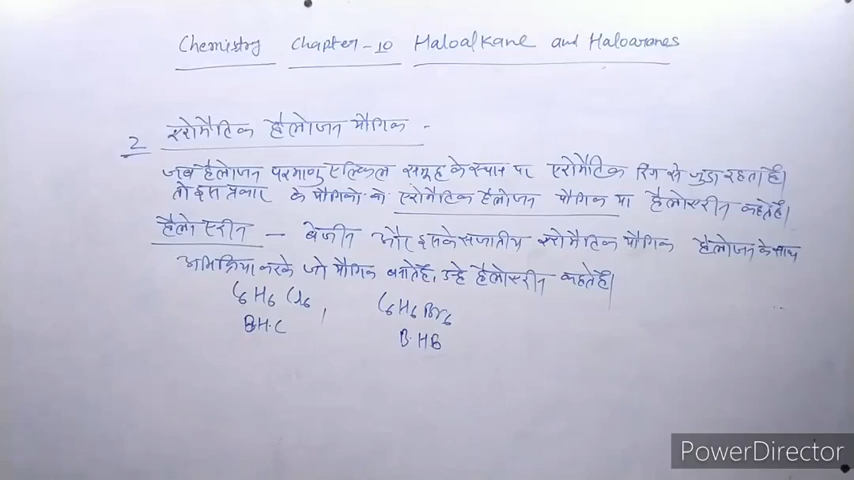 Chemistry Chapter-10 Haloalkane and Haloarenes
2 एरोमैटिक हैलोजन यौगिक -
जब हैलोजन परमाणु एल्किल समूह के स्थान पर एरोमैटिक रिंग से जुडा रहता है।
तो इस प्रकार के यौगिको को एरोमैटिक हैलोजन यौगिक या हैलोएरीन कहते है।
हैलो एरीन - बेंजीन और इसके सजातीय एरोमैटिक यौगिक हैलोजन के साथ
अभिक्रिया करके जो यौगिक बनाते है, उन्हे हैलोएरीन कहते है।
C6H6Cl6 , C6H6Br6
B.H.C B.HB
PowerDirector